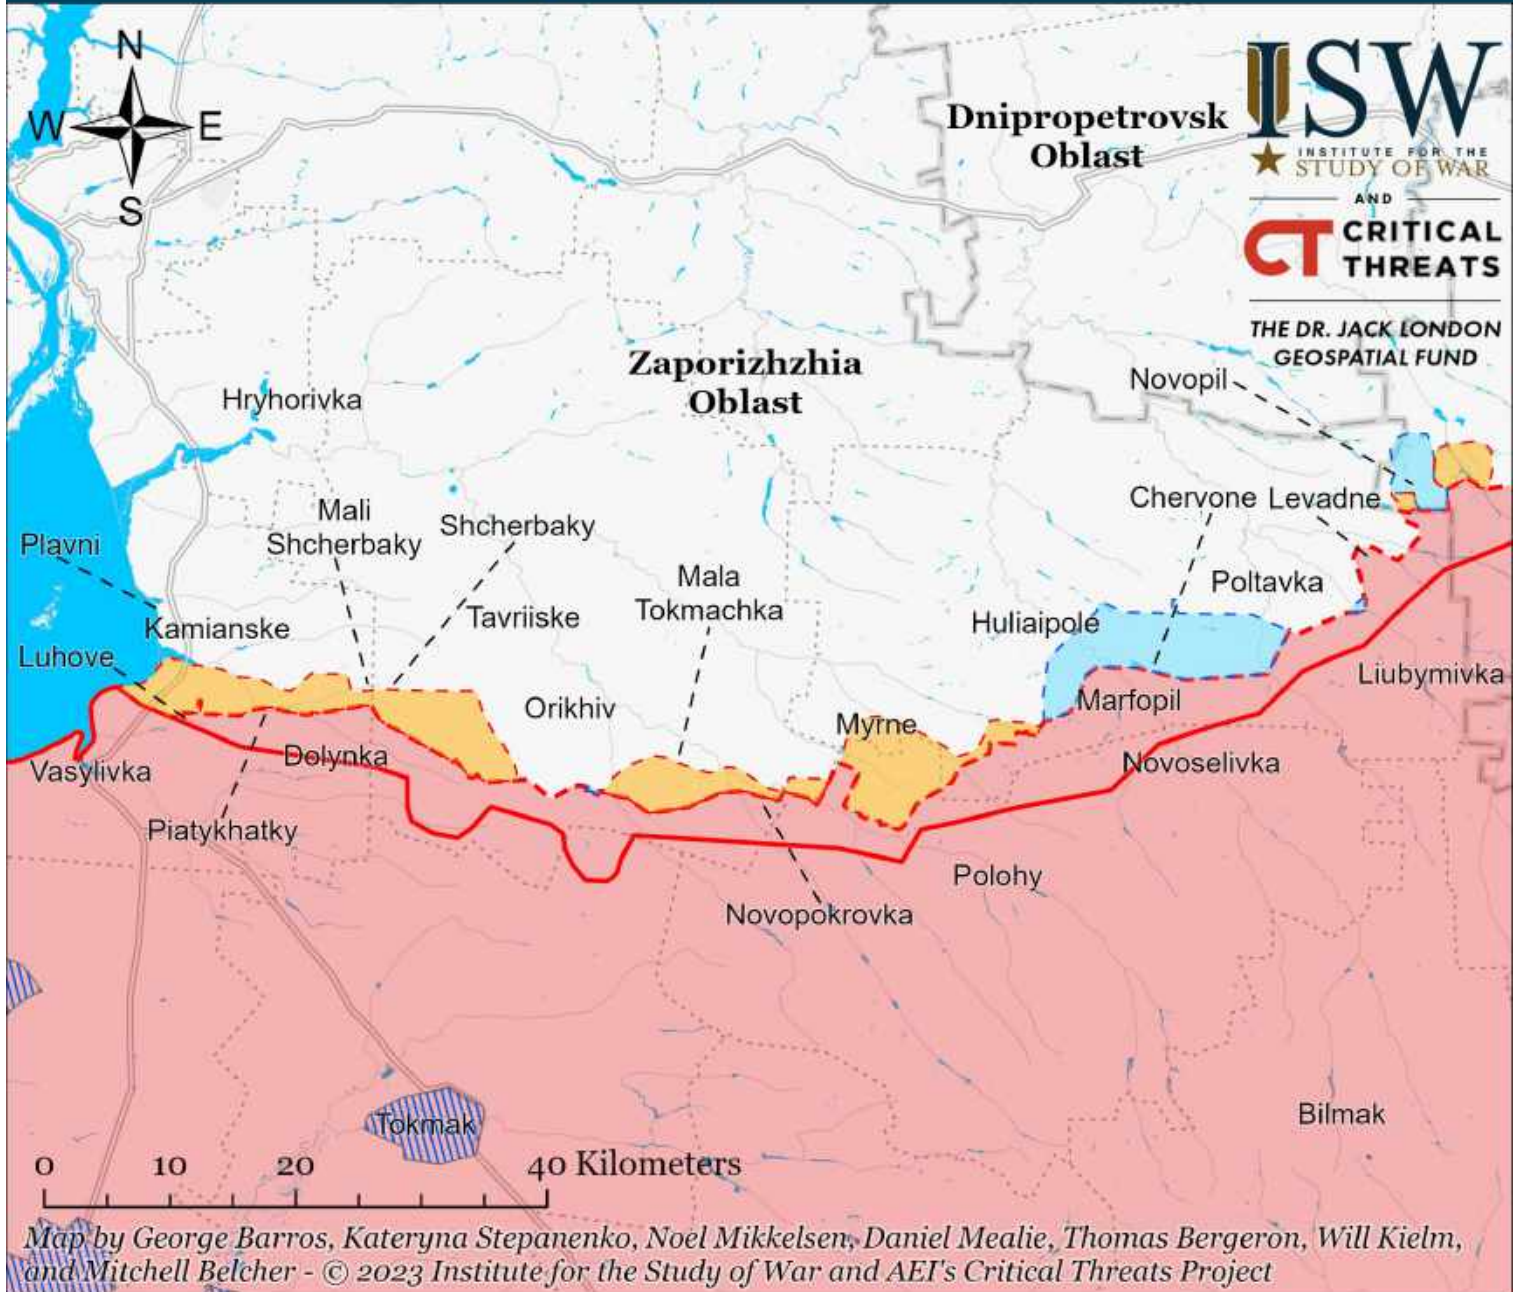 N
W E
S
Dnipropetrovsk
Oblast
ISW
INSTITUTE FOR THE
STUDY OF WAR
AND
CT CRITICAL
THREATS
THE DR. JACK LONDON
GEOSPATIAL FUND
Zaporizhzhia
Oblast
Novopil
Hryhorivka
Chervone Levadne
Mali
Shcherbaky
Shcherbaky
Plavni
Mala
Tokmachka
Poltavka
Tavriiske
Huliaipole
Kamianske
Luhove
Liubymivka
Marfopil
Orikhiv
Myrne
Dolynka
Novoselivka
Vasylivka
Piatykhatky
Polohy
Novopokrovka
Bilmak
Tokmak
0 10 20 40 Kilometers
Map by George Barros, Kateryna Stepanenko, Noel Mikkelsen, Daniel Mealie, Thomas Bergeron, Will Kielm,
and Mitchell Belcher - © 2023 Institute for the Study of War and AEI's Critical Threats Project